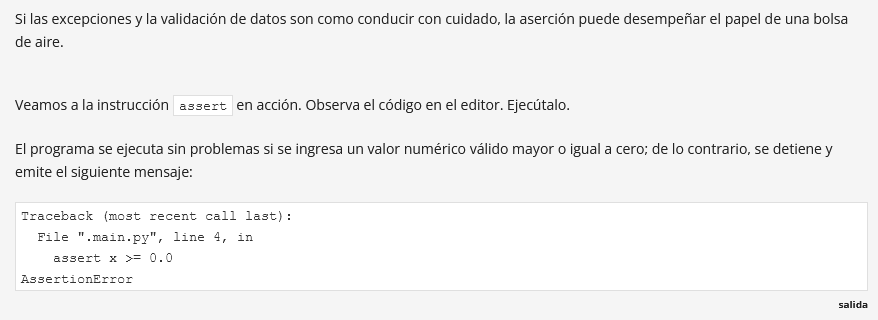 Si las excepciones y la validación de datos son como conducir con cuidado, la aserción puede desempeñar el papel de una bolsa
de aire.
Veamos a la instrucción assert en acción. Observa el código en el editor. Ejecútalo.
El programa se ejecuta sin problemas si se ingresa un valor numérico válido mayor o igual a cero; de lo contrario, se detiene y
emite el siguiente mensaje:
Traceback (most recent call last):
  File ".main.py", line 4, in
    assert x >= 0.0
AssertionError
salida